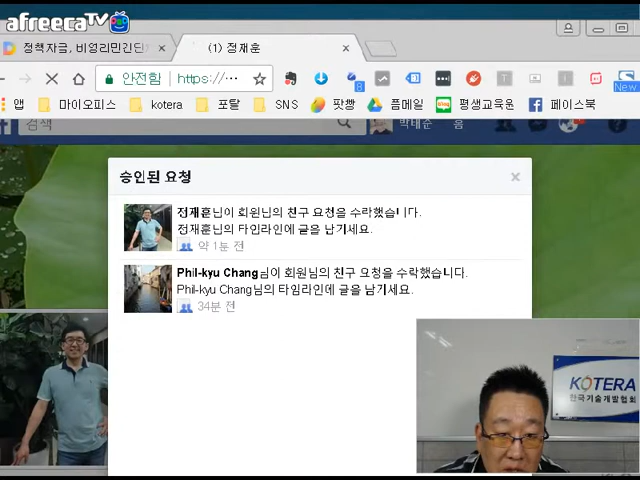 afreecaTV
정책자금, 비영리민간단
(1) 정재훈
안전함
https://···
8
New
앱
마이오피스
kotera
포탈
SNS
팟빵
플메일
평생교육원
페이스북
검색
박태준
홈
승인된 요청
정재훈님이 회원님의 친구 요청을 수락했습니다.
정재훈님의 타임라인에 글을 남기세요.
약 1분 전
Phil-kyu Chang님이 회원님의 친구 요청을 수락했습니다.
Phil-kyu Chang님의 타임라인에 글을 남기세요.
34분 전
KOTERA
한국기술개발협회